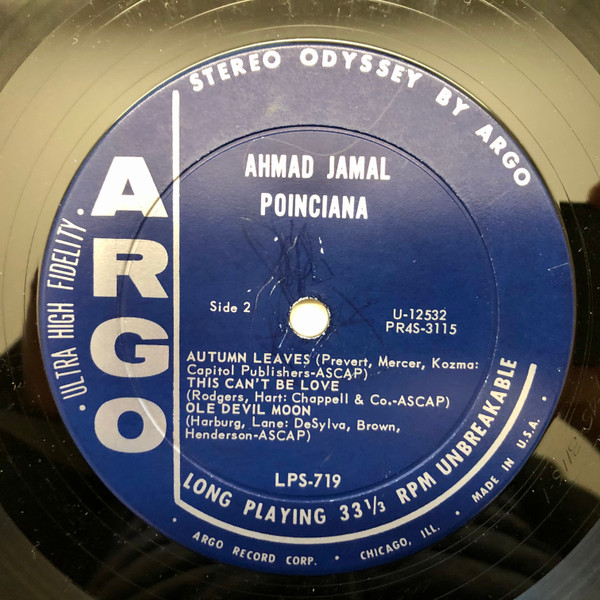 STEREO ODYSSEY BY ARGO
AHMAD JAMAL
POINCIANA
ARGO
· ULTRA HIGH FIDELITY ·
Side 2
U-12532
PR4S-3115
AUTUMN LEAVES (Prevert, Mercer, Kozma:
Capitol Publishers-ASCAP)
THIS CAN'T BE LOVE
(Rodgers, Hart: Chappell & Co.-ASCAP)
OLE DEVIL MOON
(Harburg, Lane: DeSylva, Brown,
Henderson-ASCAP)
LPS-719
LONG PLAYING 33⅓ RPM UNBREAKABLE
· ARGO RECORD CORP. · CHICAGO, ILL. · MADE IN U.S.A. ·